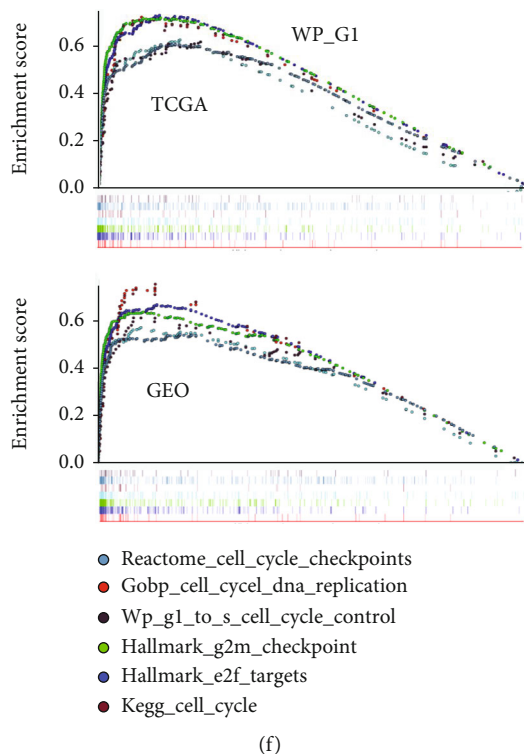 WP_G1
TCGA
Enrichment score
0.6
0.4
0.2
0.0
GEO
Enrichment score
0.6
0.4
0.2
0.0
Reactome_cell_cycle_checkpoints
Gobp_cell_cycel_dna_replication
Wp_g1_to_s_cell_cycle_control
Hallmark_g2m_checkpoint
Hallmark_e2f_targets
Kegg_cell_cycle
(f)